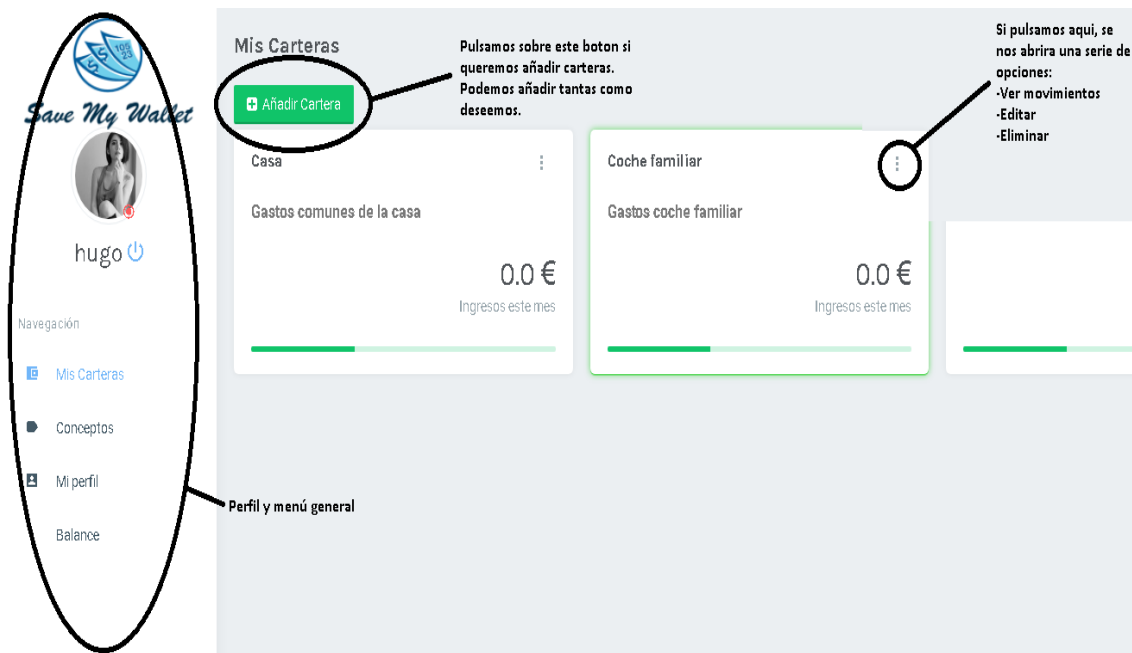 105
23
$
$
Save My Wallet
hugo
Navegación
Mis Carteras
Conceptos
Mi perfil
Balance
Mis Carteras
Añadir Cartera
Pulsamos sobre este boton si
queremos añadir carteras.
Podemos añadir tantas como
deseemos.
Si pulsamos aqui, se
nos abrira una serie de
opciones:
-Ver movimientos
-Editar
-Eliminar
Casa
Gastos comunes de la casa
0.0 €
Ingresos este mes
Coche familiar
Gastos coche familiar
0.0 €
Ingresos este mes
Perfil y menú general